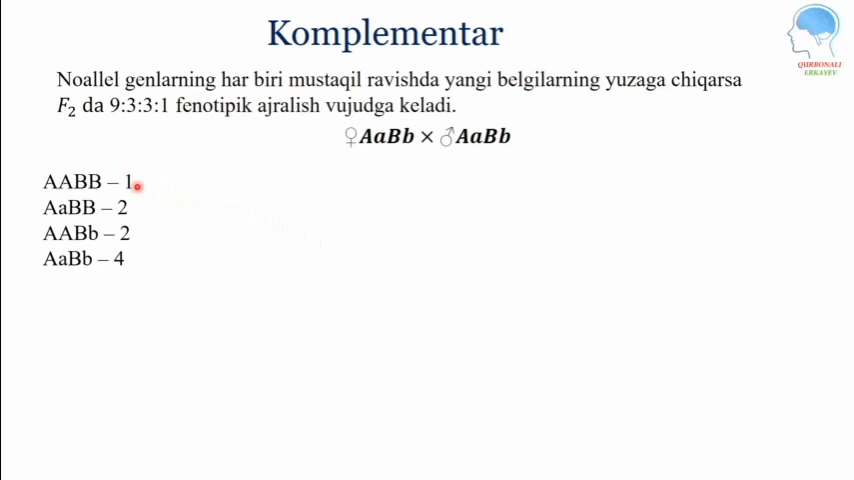 Komplementar
QURBONALI
ERKAYEV
Noallel genlarning har biri mustaqil ravishda yangi belgilarning yuzaga chiqarsa
F₂ da 9:3:3:1 fenotipik ajralish vujudga keladi.
♀AaBb × ♂AaBb
AABB – 1
AaBB – 2
AABb – 2
AaBb – 4